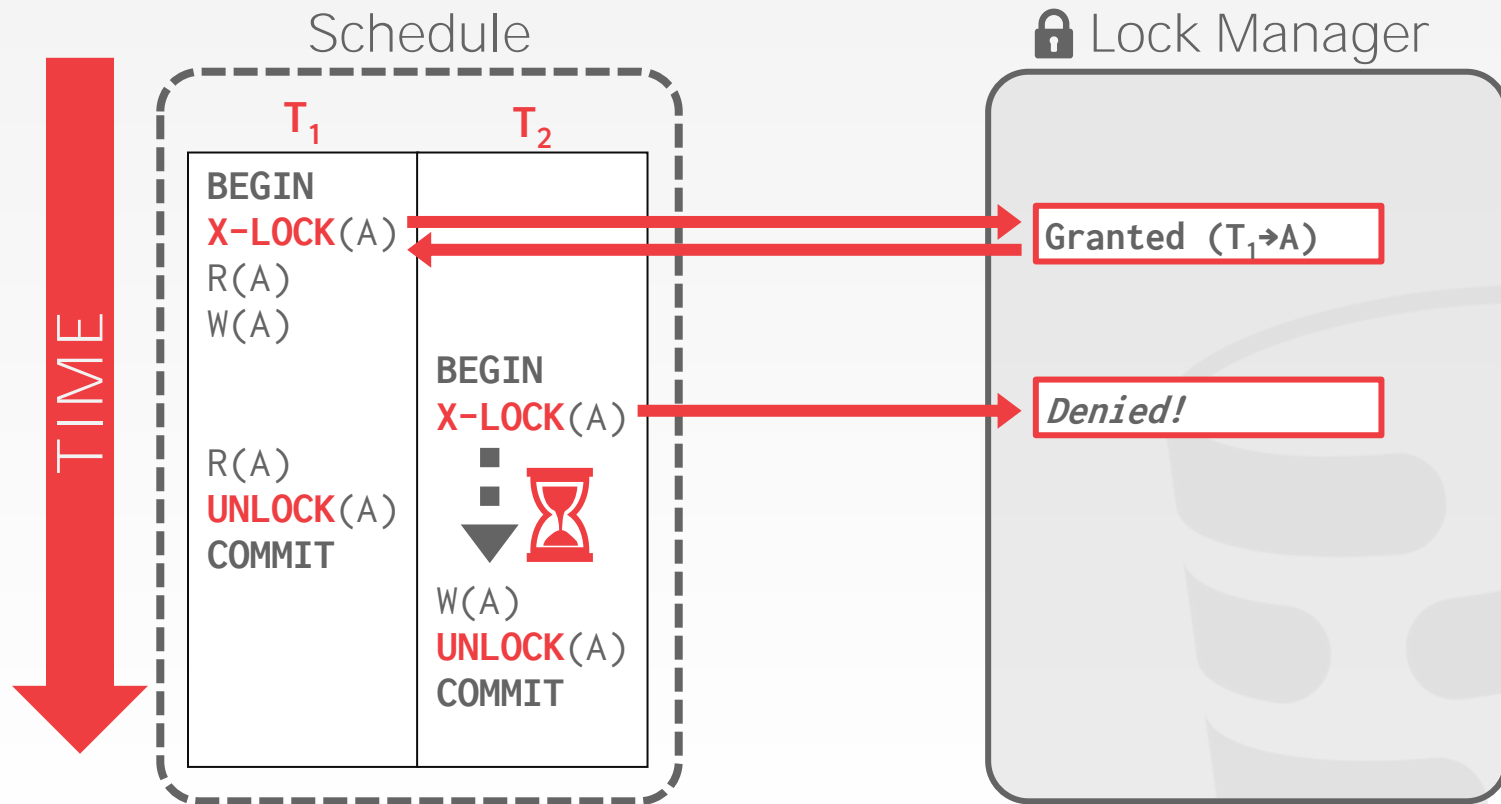 Schedule
Lock Manager
TIME
T1
T2
BEGIN
X-LOCK(A)
R(A)
W(A)
R(A)
UNLOCK(A)
COMMIT
BEGIN
X-LOCK(A)
W(A)
UNLOCK(A)
COMMIT
Granted (T1→A)
Denied!